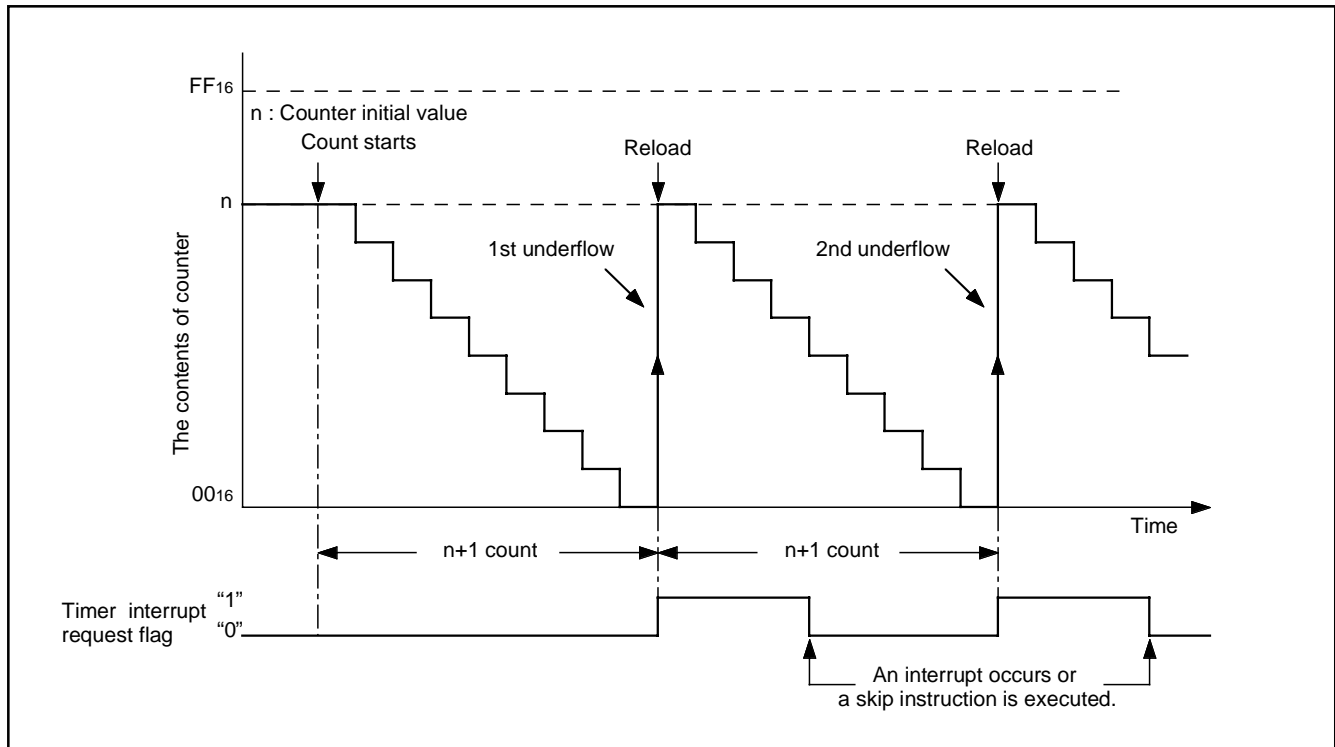 FF16
n : Counter initial value
Count starts
Reload
Reload
n
1st underflow
2nd underflow
The contents of counter
0016
Time
n+1 count
n+1 count
Timer interrupt
request flag
“1”
“0”
An interrupt occurs or
a skip instruction is executed.